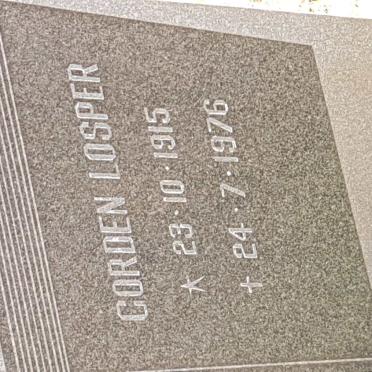 GORDEN LOSPER
* 23·10·1915
+ 24·7·1976